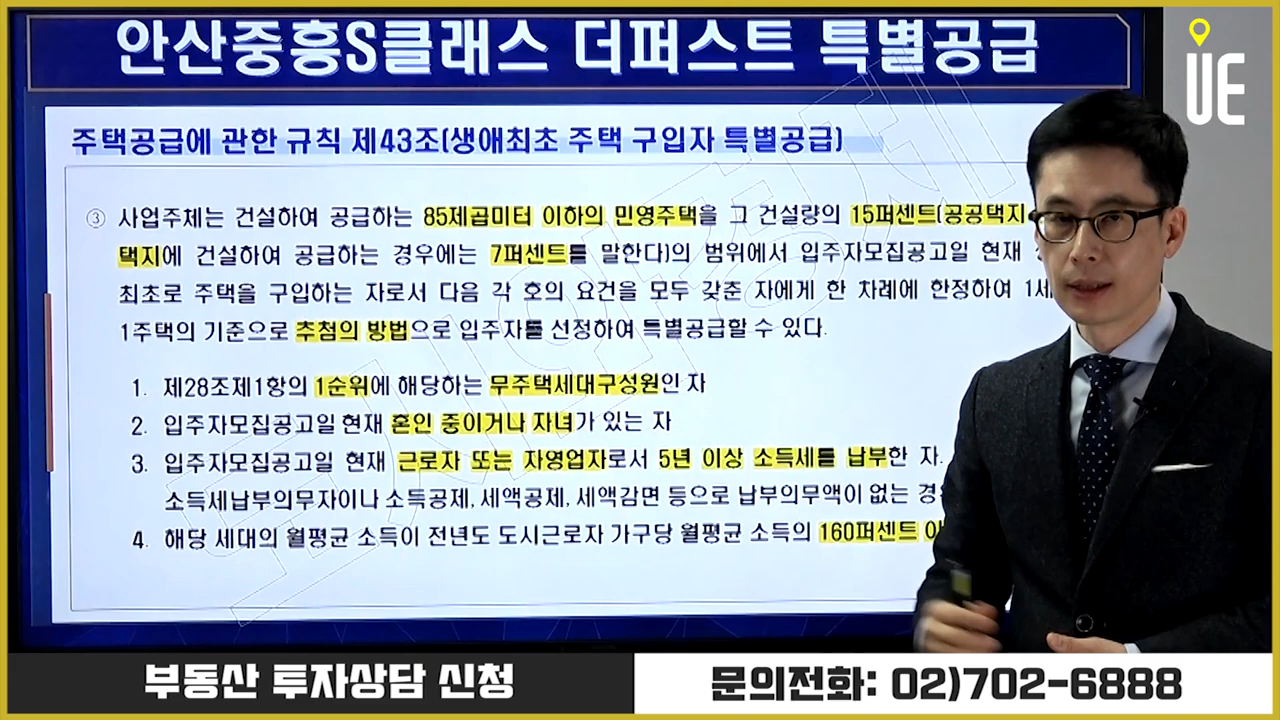 안산중흥S클래스 더퍼스트 특별공급
UE
주택공급에 관한 규칙 제43조(생애최초 주택 구입자 특별공급)
③ 사업주체는 건설하여 공급하는 85제곱미터 이하의 민영주택을 그 건설량의 15퍼센트(공공택지
택지에 건설하여 공급하는 경우에는 7퍼센트를 말한다)의 범위에서 입주자모집공고일 현재
최초로 주택을 구입하는 자로서 다음 각 호의 요건을 모두 갖춘 자에게 한 차례에 한정하여
1주택의 기준으로 추첨의 방법으로 입주자를 선정하여 특별공급할 수 있다.
1. 제28조제1항의 1순위에 해당하는 무주택세대구성원인 자
2. 입주자모집공고일 현재 혼인 중이거나 자녀가 있는 자
3. 입주자모집공고일 현재 근로자 또는 자영업자로서 5년 이상 소득세를 납부한 자.
소득세납부의무자이나 소득공제, 세액공제, 세액감면 등으로 납부의무액이 없는
4. 해당 세대의 월평균 소득이 전년도 도시근로자 가구당 월평균 소득의 160퍼센트
부동산 투자상담 신청
문의전화: 02)702-6888